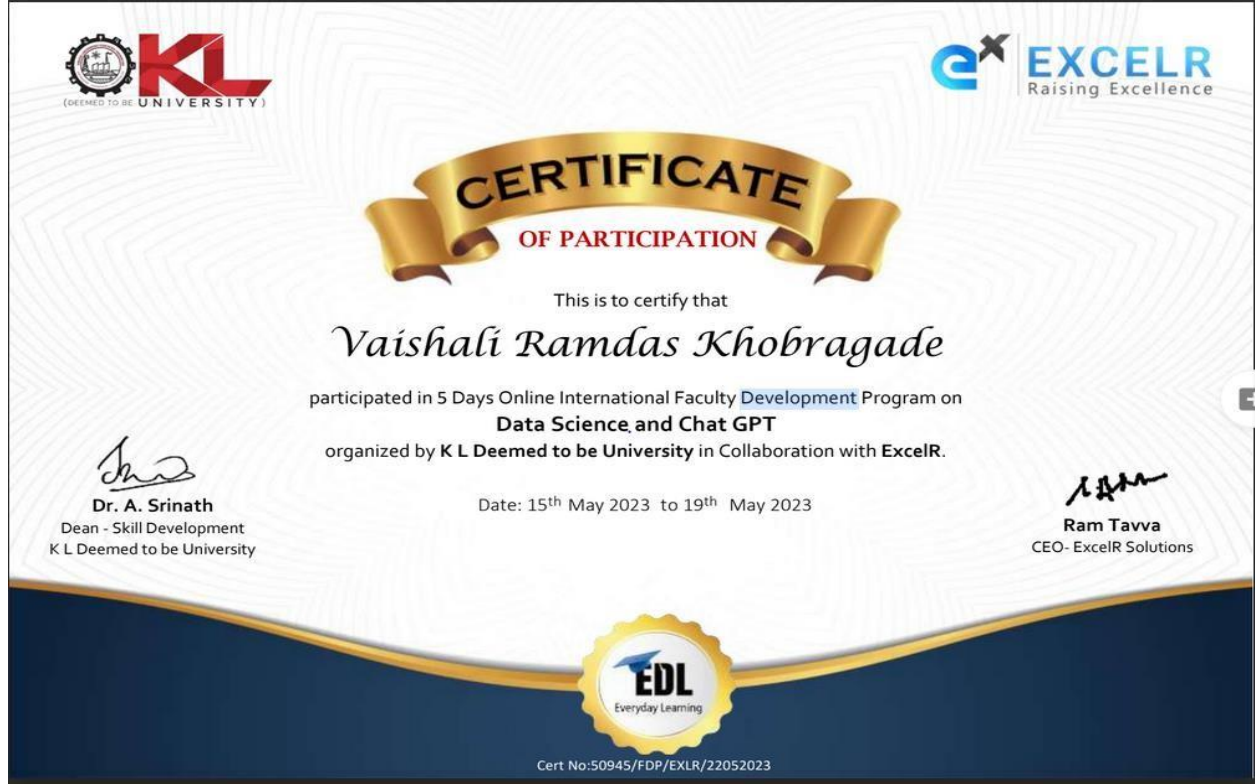 KL
(DEEMED TO BE UNIVERSITY)
ex EXCELR
Raising Excellence
CERTIFICATE
OF PARTICIPATION
This is to certify that
Vaishali Ramdas Khobragade
participated in 5 Days Online International Faculty Development Program on
Data Science and Chat GPT
organized by K L Deemed to be University in Collaboration with ExcelR.
Date: 15th May 2023 to 19th May 2023
Dr. A. Srinath
Dean - Skill Development
K L Deemed to be University
Ram Tavva
CEO- ExcelR Solutions
EDL
Everyday Learning
Cert No:50945/FDP/EXLR/22052023